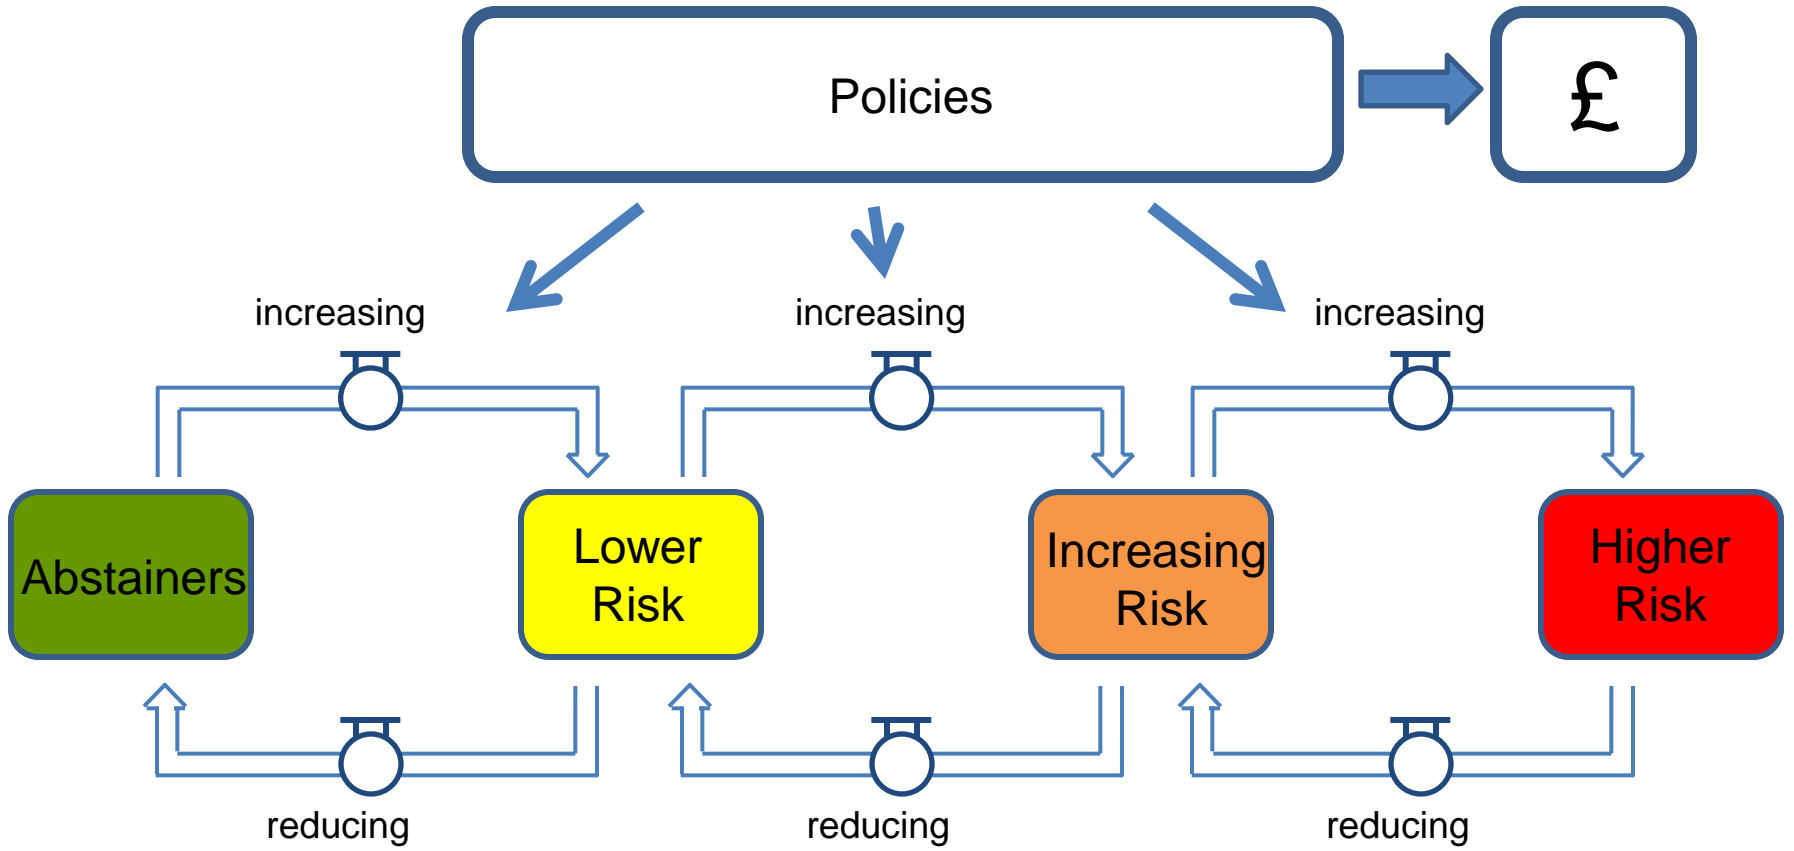 Policies
£
increasing
increasing
increasing
Abstainers
Lower
Risk
Increasing
Risk
Higher
Risk
reducing
reducing
reducing